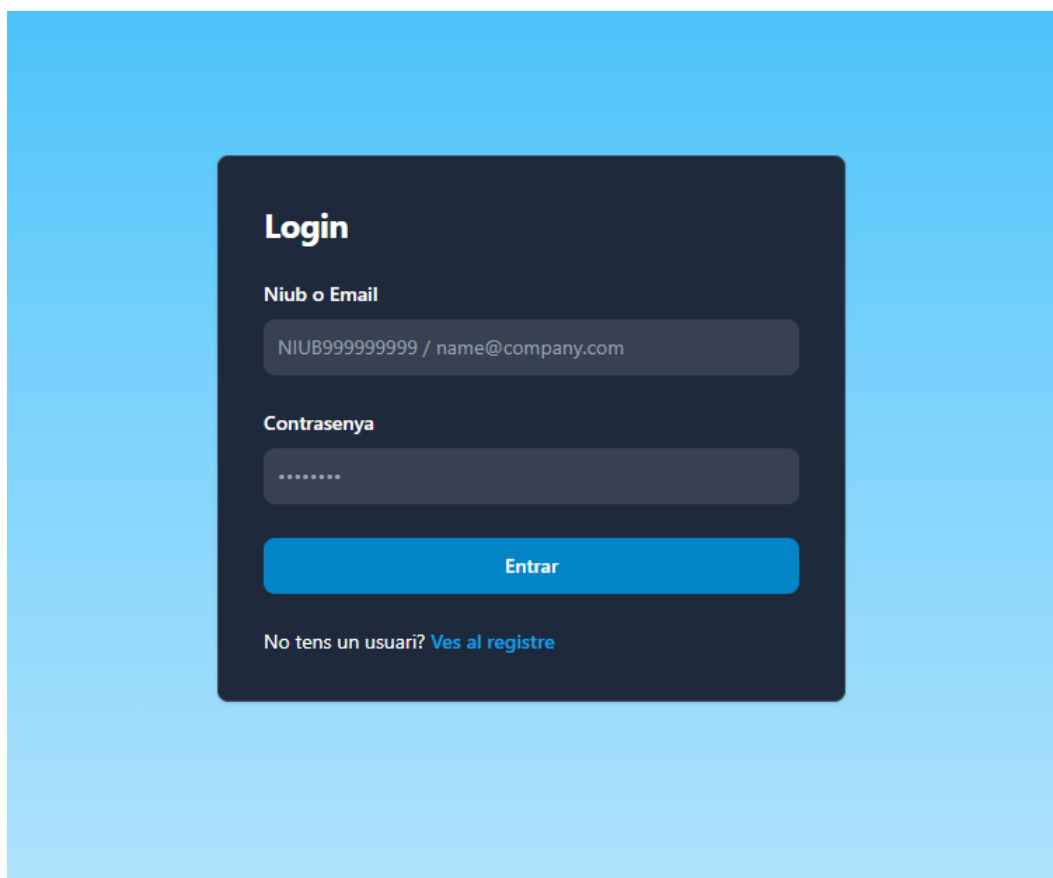 Login
Niub o Email
NIUB999999999 / name@company.com
Contrasenya
••••••••
Entrar
No tens un usuari? Ves al registre